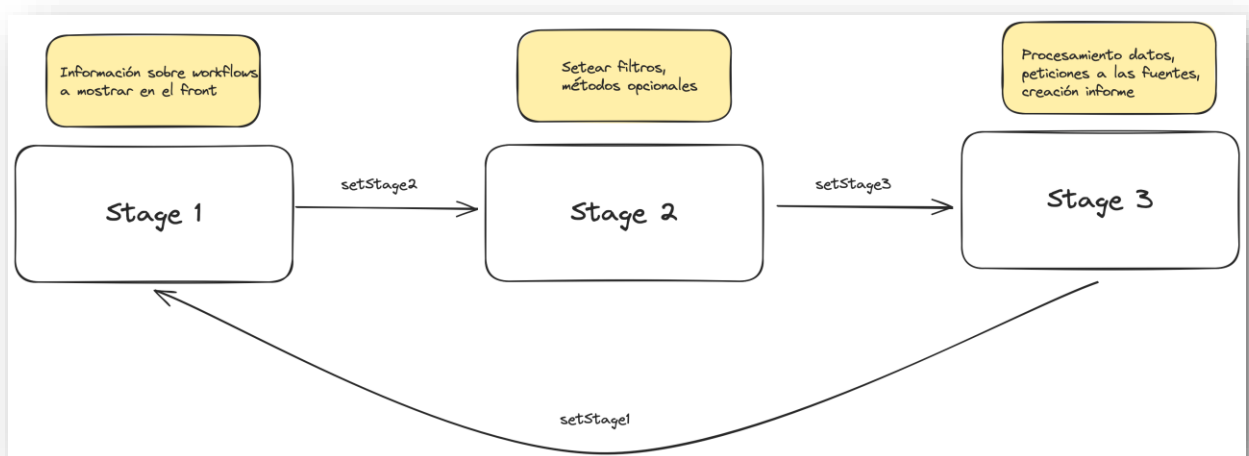 Información sobre workflows
a mostrar en el front
Setear filtros,
métodos opcionales
Procesamiento datos,
peticiones a las fuentes,
creación informe
Stage 1
setStage2
Stage 2
setStage3
Stage 3
setStage1